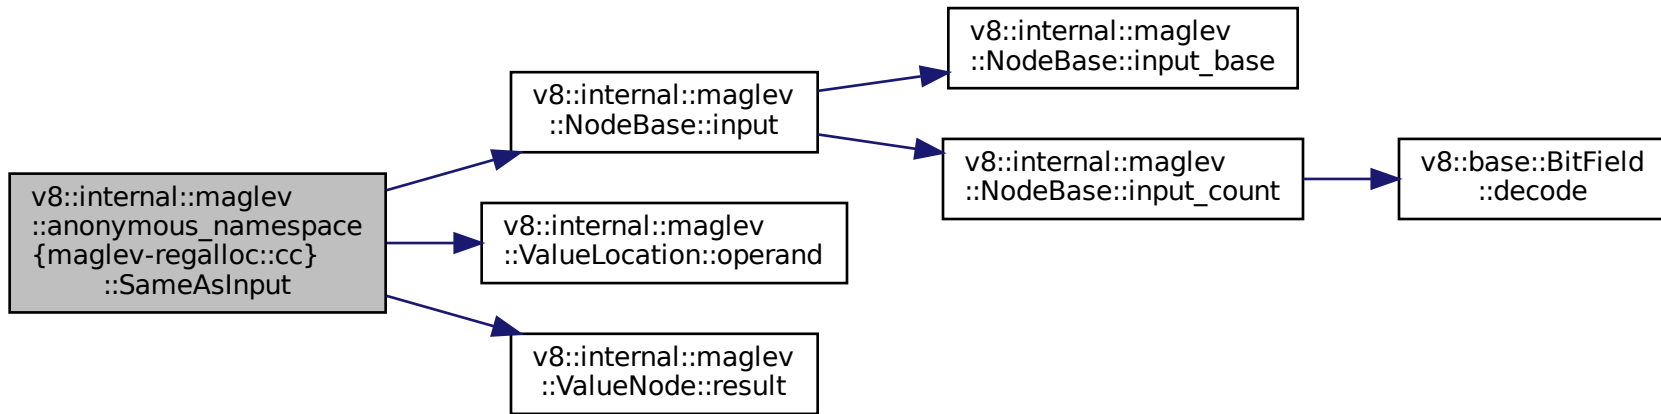 v8::internal::maglev
::anonymous_namespace
{maglev-regalloc::cc}
::SameAsInput
v8::internal::maglev
::NodeBase::input
v8::internal::maglev
::NodeBase::input_base
v8::internal::maglev
::NodeBase::input_count
v8::base::BitField
::decode
v8::internal::maglev
::ValueLocation::operand
v8::internal::maglev
::ValueNode::result